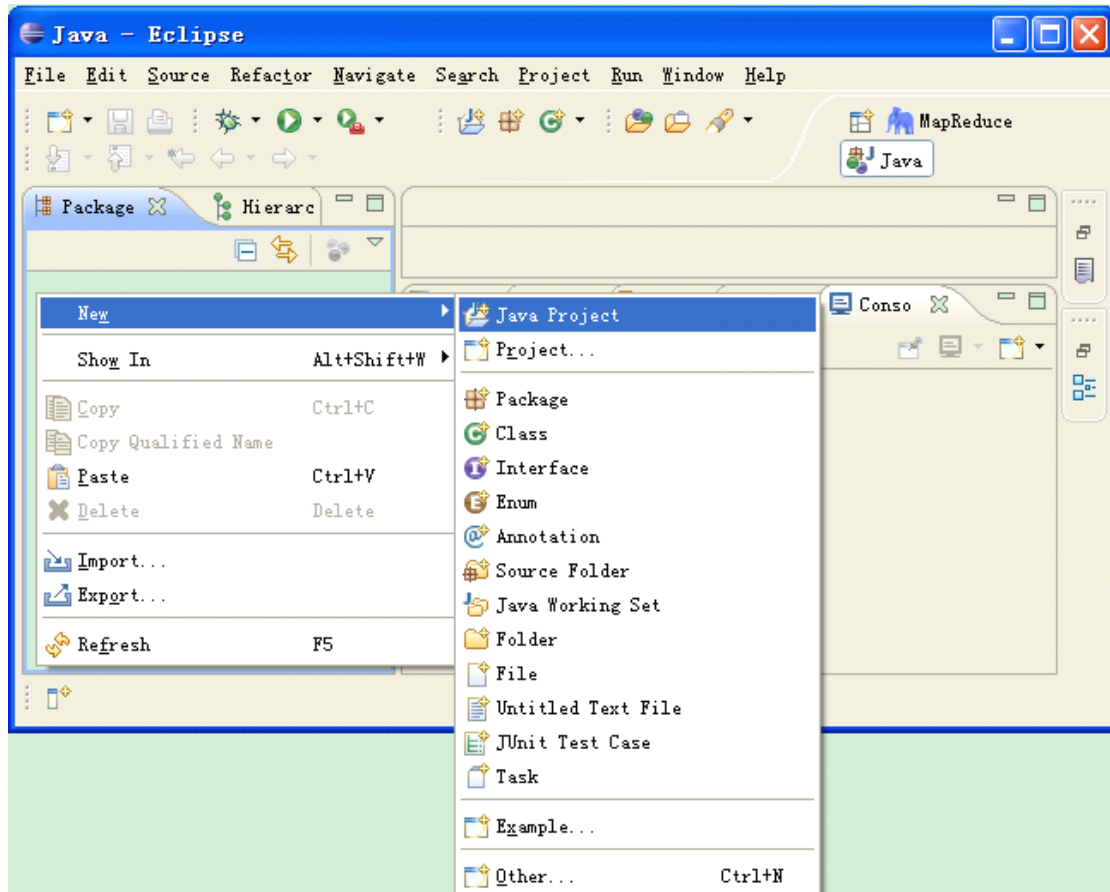 Java - Eclipse
File Edit Source Refactor Navigate Search Project Run Window Help
MapReduce
Java
Package Hierarc
New
Show In Alt+Shift+W
Copy Ctrl+C
Copy Qualified Name
Paste Ctrl+V
Delete Delete
Import...
Export...
Refresh F5
Java Project
Project...
Package
Class
Interface
Enum
Annotation
Source Folder
Java Working Set
Folder
File
Untitled Text File
JUnit Test Case
Task
Example...
Other... Ctrl+N
Conso